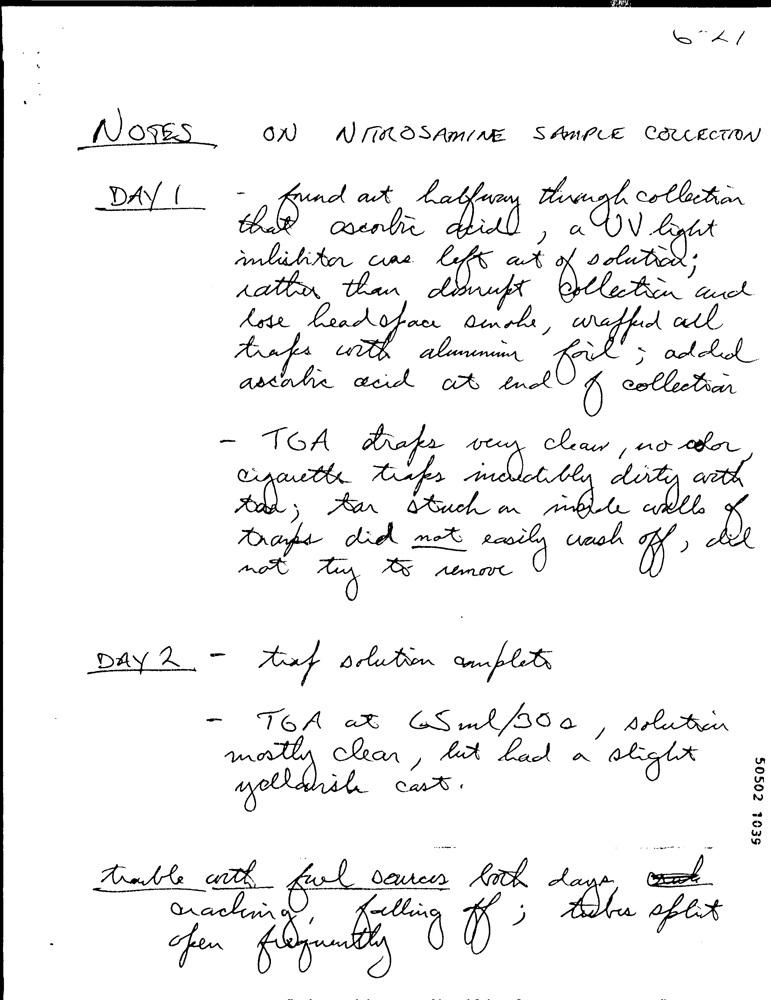 6-21
NOTES ON NITROSAMINE SAMPLE COLLECTION
DAY 1 - found out halfway through collection
that ascorbic acid, a UV light
inhibitor was left out of solution;
rather than disrupt collection and
lose headspace smoke, wrapped all
traps with aluminum foil; added
ascorbic acid at end of collection
- TGA traps very clear, no color,
cigarette traps incredibly dirty with
tar; tar stuck on inside walls of
traps did not easily wash off, did
not try to remove
DAY 2 - trap solution complete
- TGA at 65ml/30s, solution
mostly clear, but had a slight
yellowish cast.
trouble with fuel sources both days,
cracking, falling off; tubes split
open frequently
50502 1039